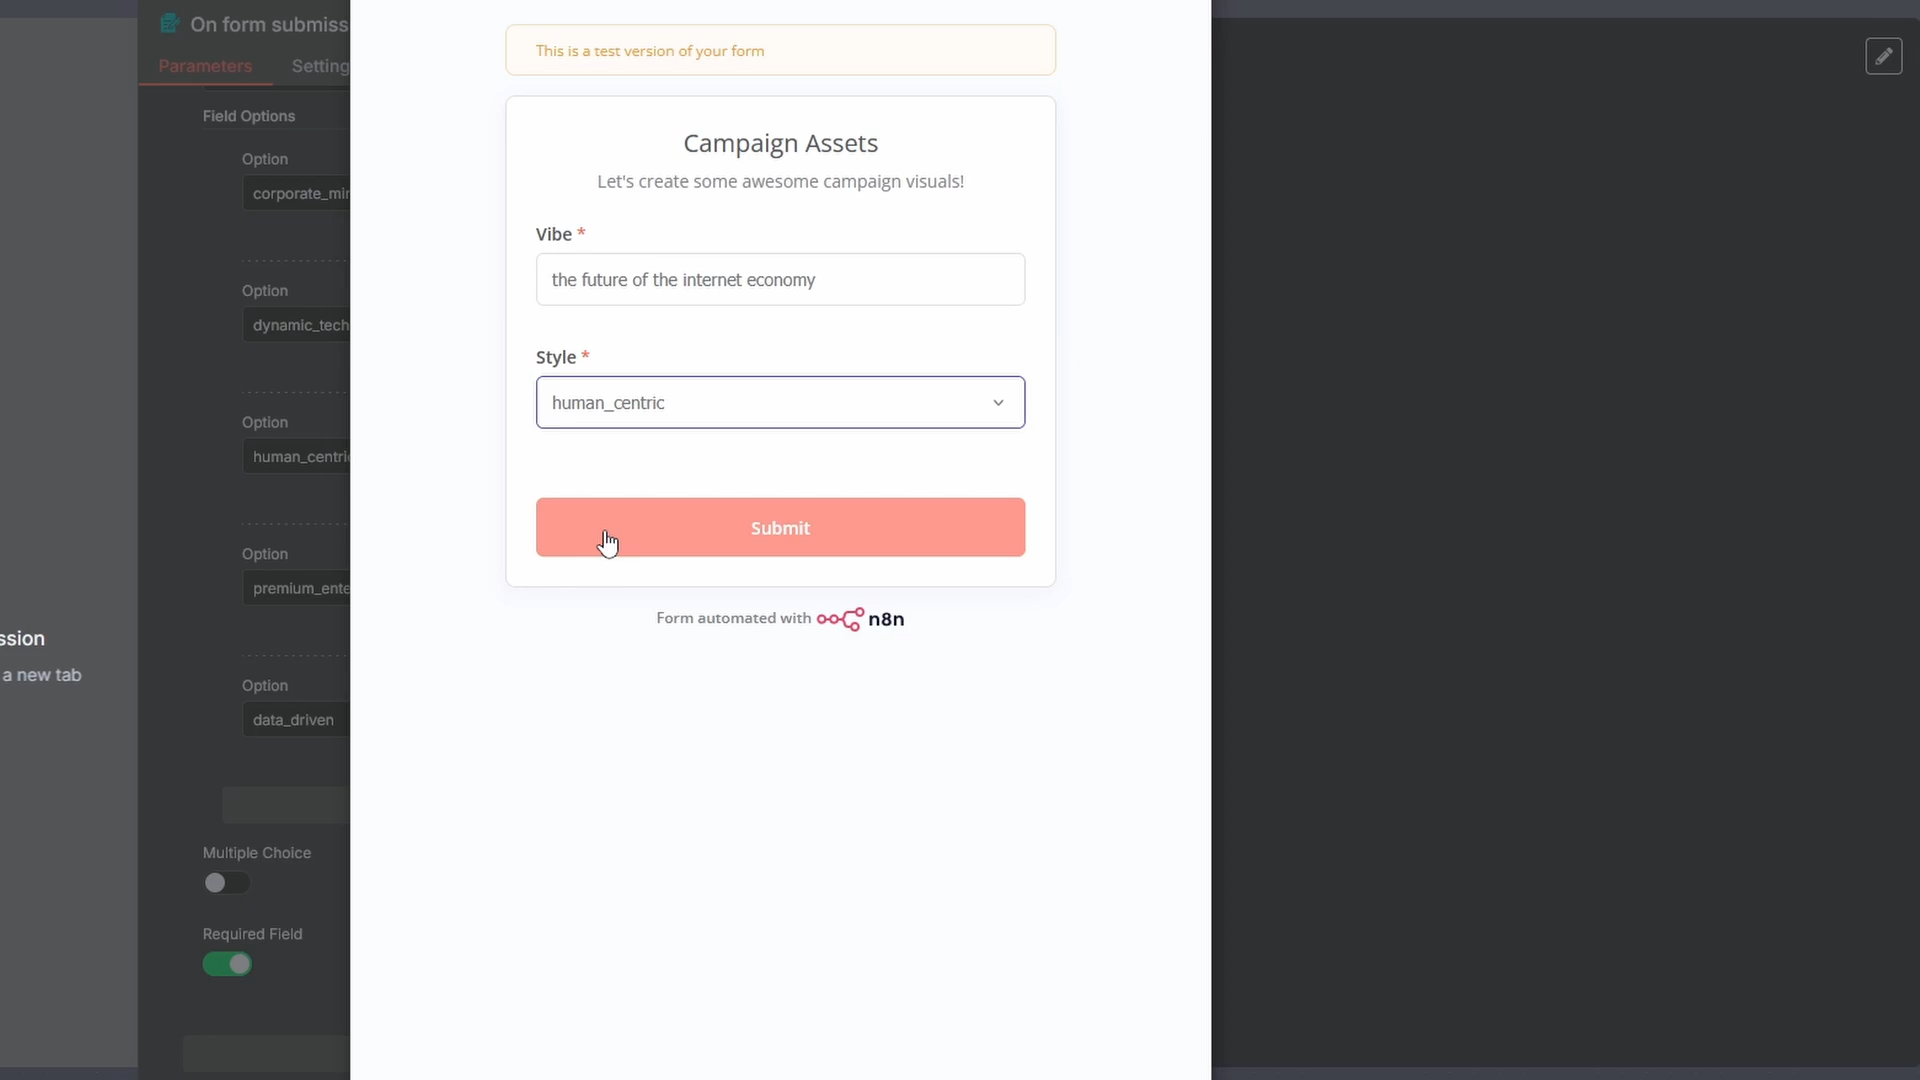 On form submiss
Parameters
Setting
Field Options
Option
corporate_mi
Option
dynamic_tech
Option
human_centri
Option
premium_ente
Option
data_driven
Multiple Choice
Required Field
ssion
a new tab
This is a test version of your form
Campaign Assets
Let's create some awesome campaign visuals!
Vibe *
the future of the internet economy
Style *
human_centric
Submit
Form automated with n8n